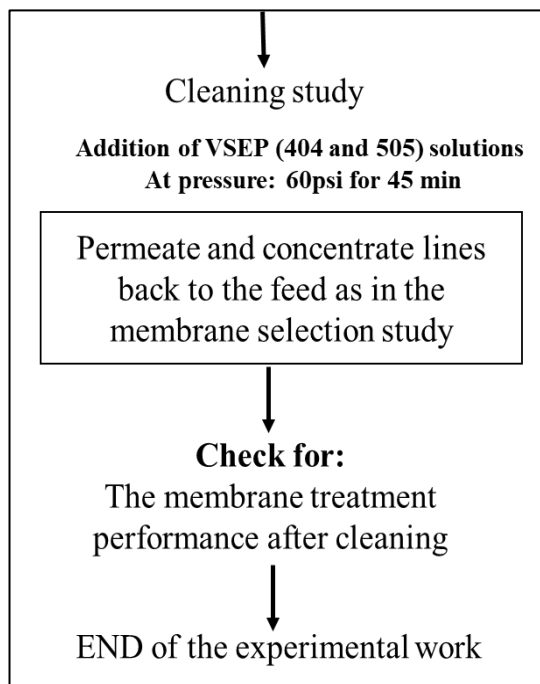 Cleaning study
Addition of VSEP (404 and 505) solutions
At pressure: 60psi for 45 min
Permeate and concentrate lines
back to the feed as in the
membrane selection study
Check for:
The membrane treatment
performance after cleaning
END of the experimental work